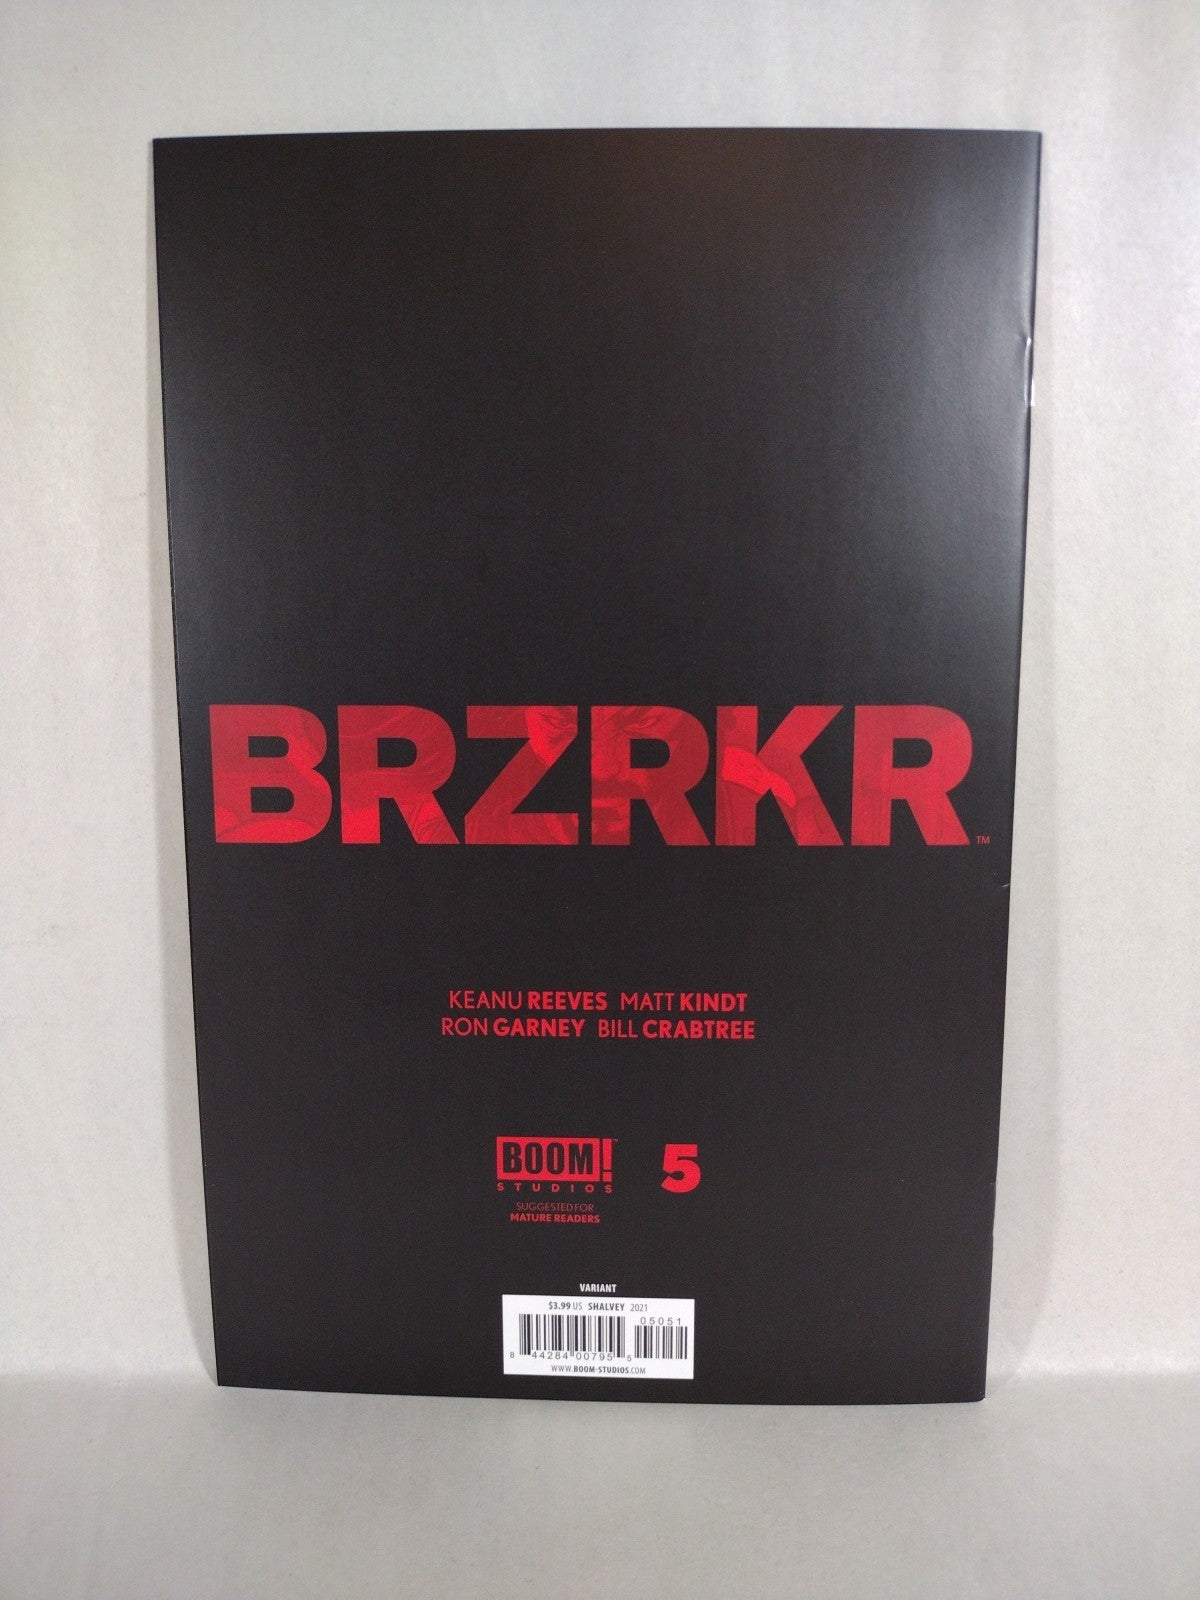 BRZRKR™
KEANU REEVES MATT KINDT
RON GARNEY BILL CRABTREE
BOOM!™
STUDIOS
5
SUGGESTED FOR
MATURE READERS
VARIANT
$3.99 US SHALVEY 2021
05051
8 44284 00795 5
WWW.BOOM-STUDIOS.COM